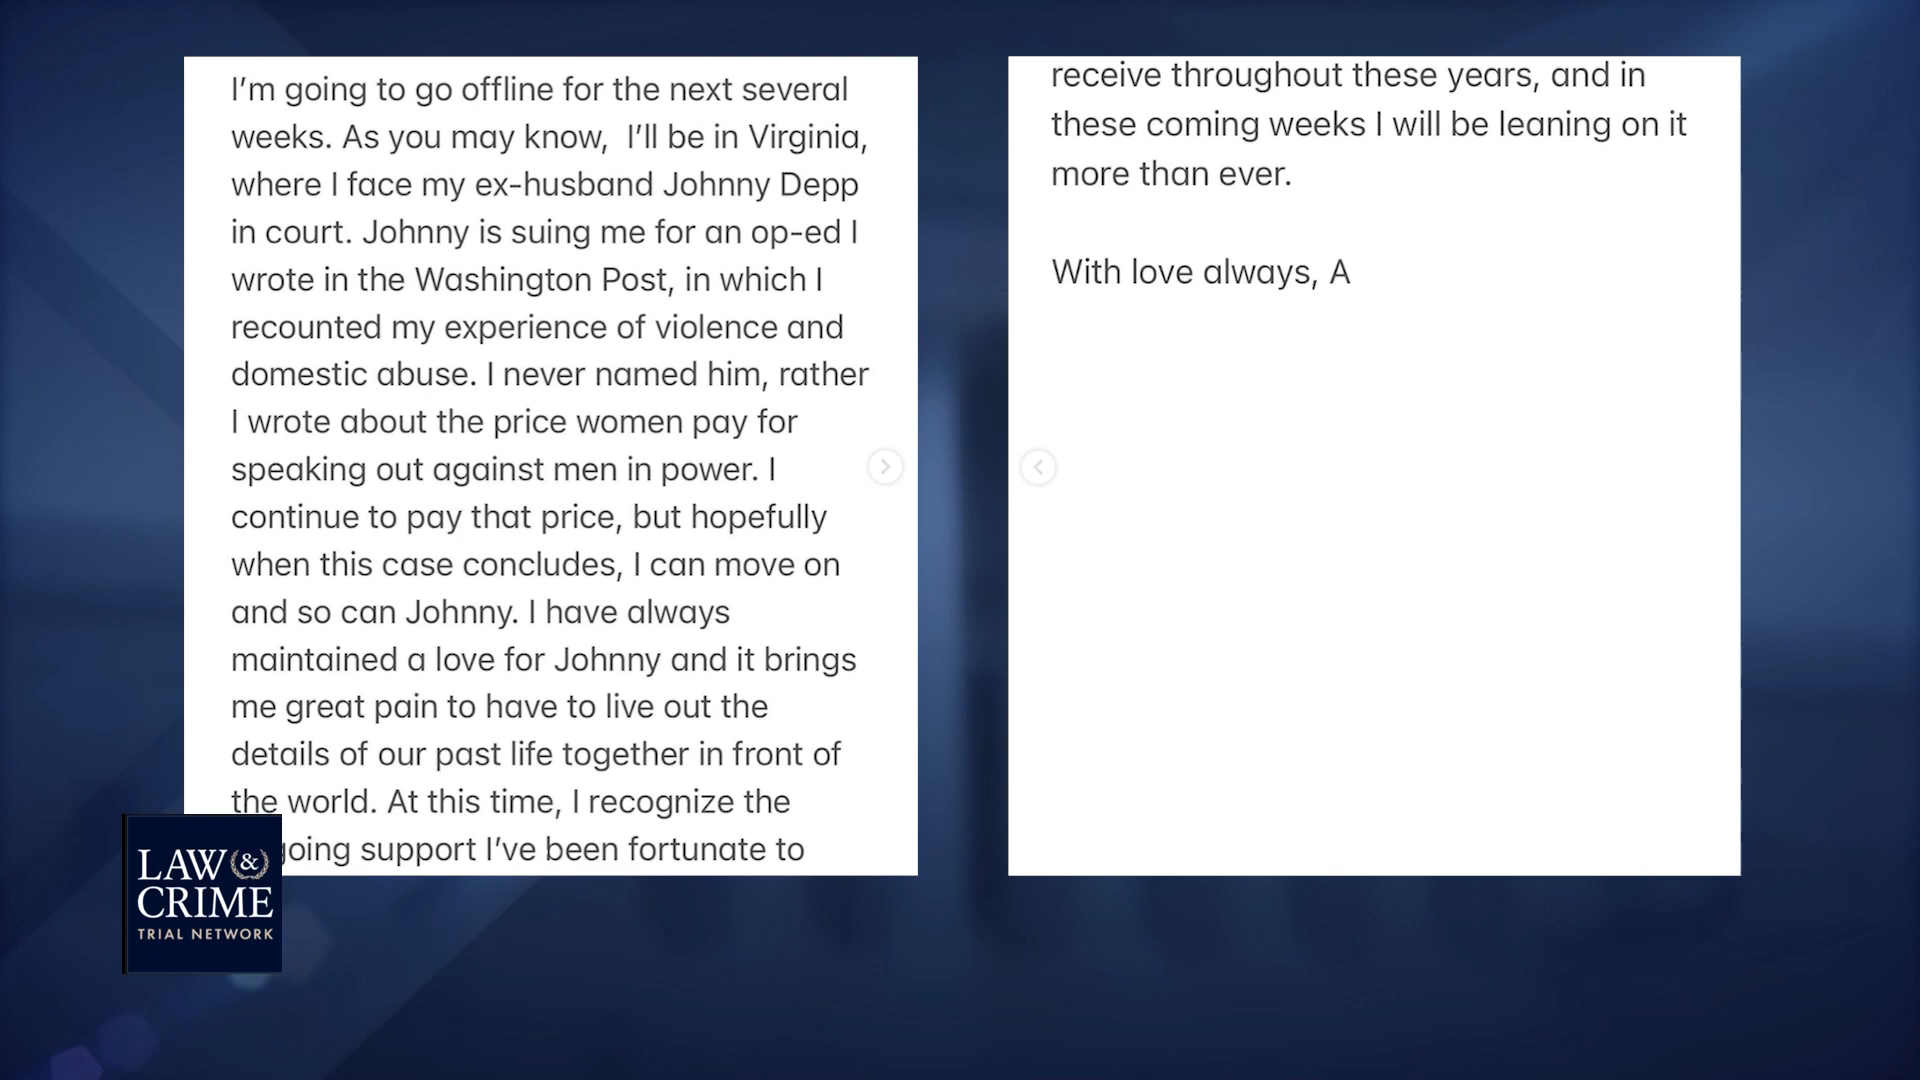 I'm going to go offline for the next several
weeks. As you may know,  I'll be in Virginia,
where I face my ex-husband Johnny Depp
in court. Johnny is suing me for an op-ed I
wrote in the Washington Post, in which I
recounted my experience of violence and
domestic abuse. I never named him, rather
I wrote about the price women pay for
speaking out against men in power. I
continue to pay that price, but hopefully
when this case concludes, I can move on
and so can Johnny. I have always
maintained a love for Johnny and it brings
me great pain to have to live out the
details of our past life together in front of
the world. At this time, I recognize the
going support I've been fortunate to
receive throughout these years, and in
these coming weeks I will be leaning on it
more than ever.
With love always, A
LAW &
CRIME
TRIAL NETWORK